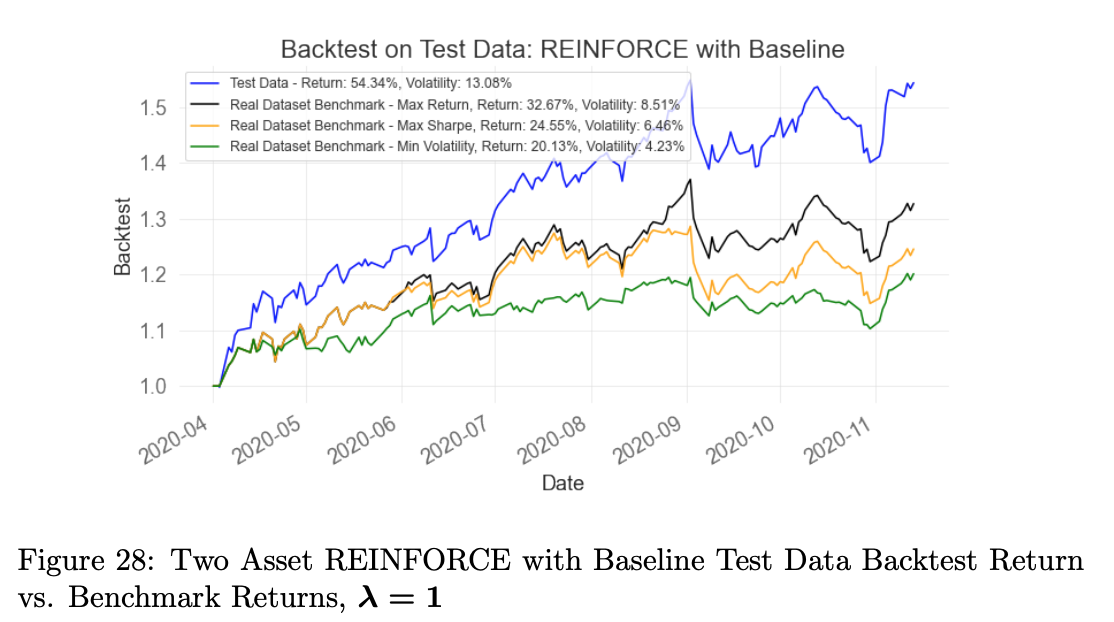 Backtest on Test Data: REINFORCE with Baseline
Test Data - Return: 54.34%, Volatility: 13.08%
Real Dataset Benchmark - Max Return, Return: 32.67%, Volatility: 8.51%
Real Dataset Benchmark - Max Sharpe, Return: 24.55%, Volatility: 6.46%
Real Dataset Benchmark - Min Volatility, Return: 20.13%, Volatility: 4.23%
Backtest
1.5
1.4
1.3
1.2
1.1
1.0
2020-04
2020-05
2020-06
2020-07
2020-08
2020-09
2020-10
2020-11
Date
Figure 28: Two Asset REINFORCE with Baseline Test Data Backtest Return
vs. Benchmark Returns, λ = 1